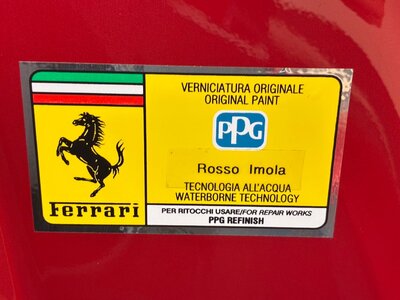 VERNICIATURA ORIGINALE
ORIGINAL PAINT
PPG
Rosso Imola
TECNOLOGIA ALL'ACQUA
WATERBORNE TECHNOLOGY
Ferrari
PER RITOCCHI USARE/FOR REPAIR WORKS
PPG REFINISH